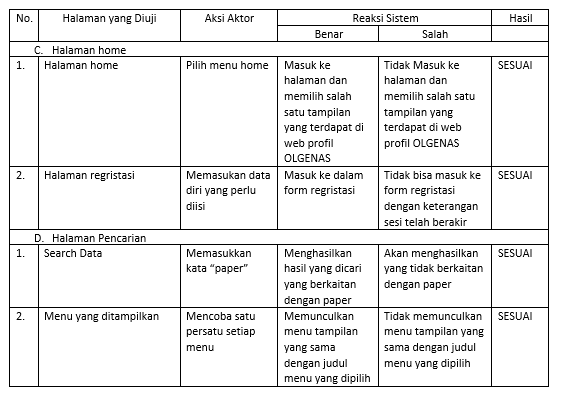 No. Halaman yang Diuji Aksi Aktor Reaksi Sistem Hasil
Benar Salah
C. Halaman home
1. Halaman home Pilih menu home Masuk ke Tidak Masuk ke SESUAI
halaman dan halaman dan
memilih salah memilih salah satu
satu tampilan tampilan yang
yang terdapat di terdapat di web
web profil profil OLGENAS
OLGENAS
2. Halaman regristasi Memasukan data Masuk ke dalam Tidak bisa masuk ke SESUAI
diri yang perlu form regristasi form regristasi
diisi dengan keterangan
sesi telah berakir
D. Halaman Pencarian
1. Search Data Memasukkan Menghasilkan Akan menghasilkan SESUAI
kata “paper” hasil yang dicari yang tidak berkaitan
yang berkaitan dengan paper
dengan paper
2. Menu yang ditampilkan Mencoba satu Memunculkan Tidak memunculkan SESUAI
persatu setiap menu tampilan menu tampilan yang
menu yang sama sama dengan judul
dengan judul menu yang dipilih
menu yang dipilih